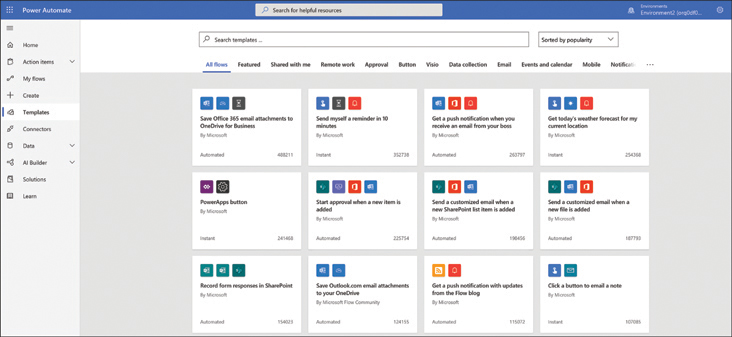 Power Automate
Search for helpful resources
Environments
Environment2 (org0df0...
Home
Action items
My flows
Create
Templates
Connectors
Data
AI Builder
Solutions
Learn
Search templates ...
Sorted by popularity
All flows Featured Shared with me Remote work Approval Button Visio Data collection Email Events and calendar Mobile Notificati
Save Office 365 email attachments to
OneDrive for Business
By Microsoft
Automated 488211
Send myself a reminder in 10
minutes
By Microsoft
Instant 352738
Get a push notification when you
receive an email from your boss
By Microsoft
Automated 263797
Get today's weather forecast for my
current location
By Microsoft
Instant 254368
PowerApps button
By Microsoft
Instant 241468
Start approval when a new item is
added
By Microsoft
Automated 225754
Send a customized email when a
new SharePoint list item is added
By Microsoft
Automated 198458
Send a customized email when a
new file is added
By Microsoft
Automated 187793
Record form responses in SharePoint
By Microsoft
Automated 154023
Save Outlook.com email attachments
to your OneDrive
By Microsoft Flow Community
Automated 124155
Get a push notification with updates
from the Flow blog
By Microsoft
Automated 115072
Click a button to email a note
By Microsoft
Instant 107085